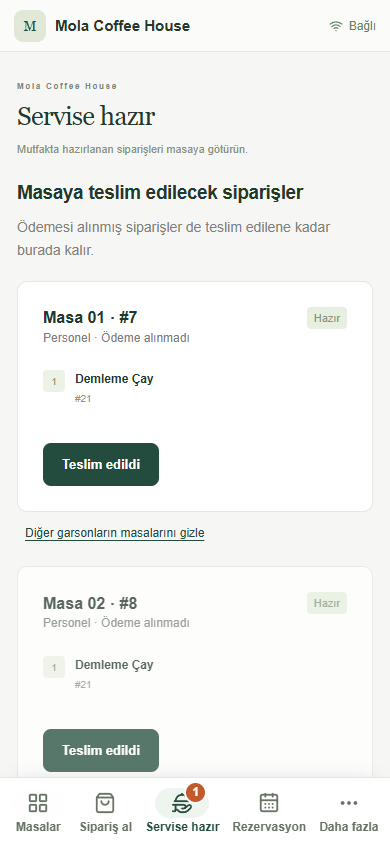 M
Mola Coffee House
Bağlı
Mola Coffee House
Servise hazır
Mutfakta hazırlanan siparişleri masaya götürün.
Masaya teslim edilecek siparişler
Ödemesi alınmış siparişler de teslim edilene kadar
burada kalır.
Masa 01 · #7
Hazır
Personel · Ödeme alınmadı
1
Demleme Çay
#21
Teslim edildi
Diğer garsonların masalarını gizle
Masa 02 · #8
Hazır
Personel · Ödeme alınmadı
1
Demleme Çay
#21
Teslim edildi
1
Masalar
Sipariş al
Servise hazır
Rezervasyon
Daha fazla